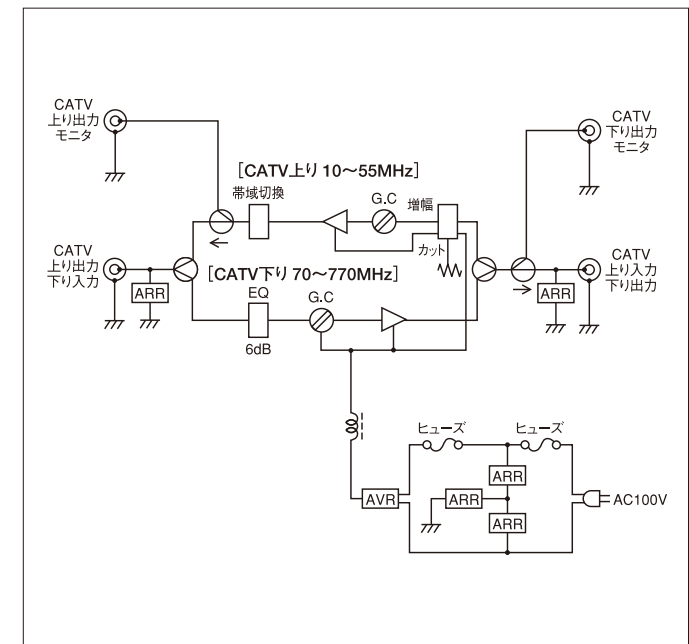 CATV
上り出力
モニタ
CATV
下り出力
モニタ
[CATV上り 10〜55MHz]
帯域切換
G.C
増幅
カット
CATV
上り出力
下り入力
ARR
[CATV下り 70〜770MHz]
EQ
6dB
G.C
CATV
上り入力
下り出力
ARR
ヒューズ
ヒューズ
ARR
AVR
ARR
ARR
AC100V